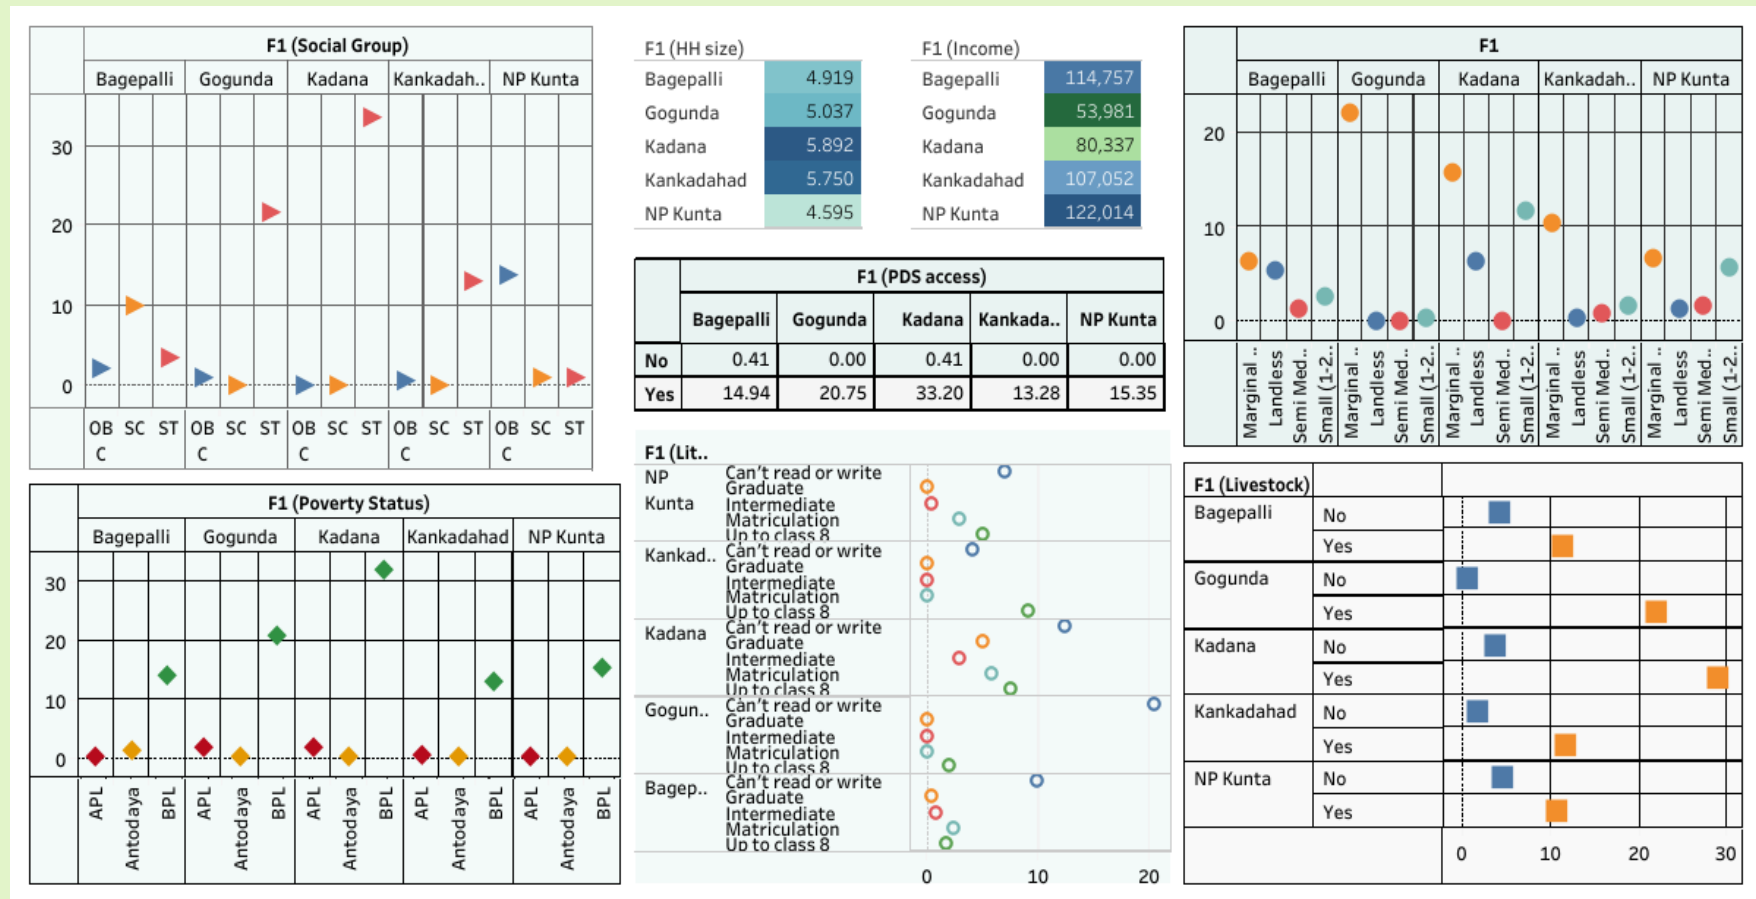 F1 (Social Group)
Bagepalli Gogunda Kadana Kankadah.. NP Kunta
30
20
10
0
OB SC ST OB SC ST OB SC ST OB SC ST OB SC ST
C C C C C
F1 (Poverty Status)
Bagepalli Gogunda Kadana Kankadahad NP Kunta
30
20
10
0
APL Antodaya BPL APL Antodaya BPL APL Antodaya BPL APL Antodaya BPL APL Antodaya BPL
F1 (HH size)
Bagepalli 4.919
Gogunda 5.037
Kadana 5.892
Kankadahad 5.750
NP Kunta 4.595
F1 (Income)
Bagepalli 114,757
Gogunda 53,981
Kadana 80,337
Kankadahad 107,052
NP Kunta 122,014
F1 (PDS access)
Bagepalli Gogunda Kadana Kankada.. NP Kunta
No 0.41 0.00 0.41 0.00 0.00
Yes 14.94 20.75 33.20 13.28 15.35
F1 (Lit..
NP Can't read or write
Graduate
Kunta Intermediate
Matriculation
Up to class 8
Kankad.. Can't read or write
Graduate
Intermediate
Matriculation
Up to class 8
Kadana Can't read or write
Graduate
Intermediate
Matriculation
Up to class 8
Gogun.. Can't read or write
Graduate
Intermediate
Matriculation
Up to class 8
Bagep.. Can't read or write
Graduate
Intermediate
Matriculation
Up to class 8
0 10 20
F1
Bagepalli Gogunda Kadana Kankadah.. NP Kunta
20
10
0
Marginal .. Landless Semi Med.. Small (1-2.. Marginal .. Landless Semi Med.. Small (1-2.. Marginal .. Landless Semi Med.. Small (1-2.. Marginal .. Landless Semi Med.. Small (1-2.. Marginal .. Landless Semi Med.. Small (1-2..
F1 (Livestock)
Bagepalli No
Yes
Gogunda No
Yes
Kadana No
Yes
Kankadahad No
Yes
NP Kunta No
Yes
0 10 20 30